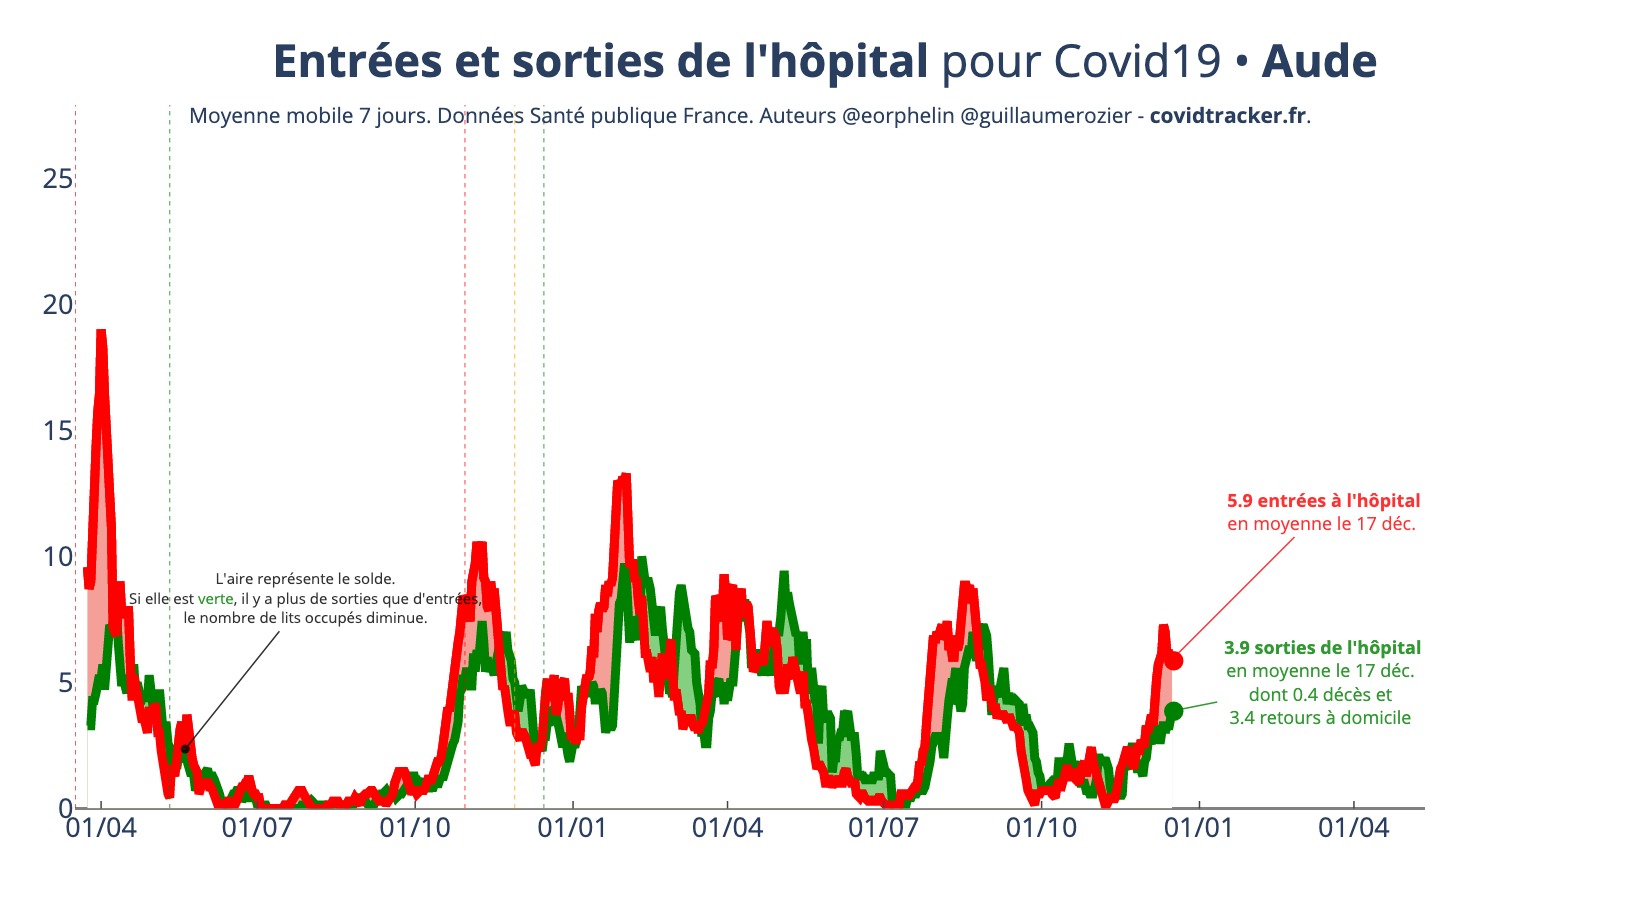 Entrées et sorties de l'hôpital pour Covid19 • Aude
Moyenne mobile 7 jours. Données Santé publique France. Auteurs @eorphelin @guillaumerozier - covidtracker.fr.
25
20
15
10
5
0
L'aire représente le solde.
Si elle est verte, il y a plus de sorties que d'entrées,
le nombre de lits occupés diminue.
5.9 entrées à l'hôpital
en moyenne le 17 déc.
3.9 sorties de l'hôpital
en moyenne le 17 déc.
dont 0.4 décès et
3.4 retours à domicile
01/04 01/07 01/10 01/01 01/04 01/07 01/10 01/01 01/04